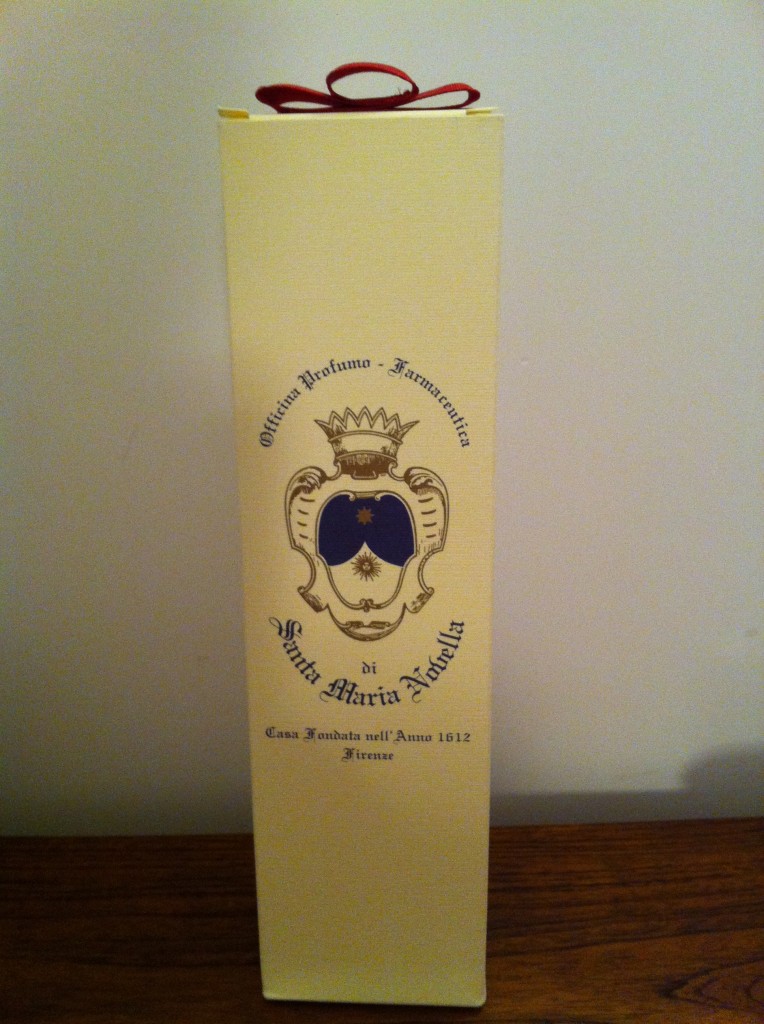 Officina Profumo - Farmaceutica
di
Santa Maria Novella
Casa Fondata nell'Anno 1612
Firenze